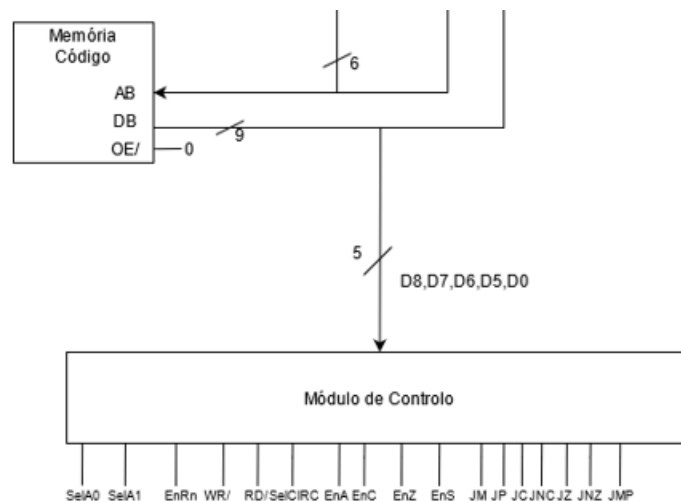 Memória
Código
6
AB
DB
9
OE/
0
5
D8,D7,D6,D5,D0
Módulo de Controlo
SelA0 SelA1 EnRn WR/ RD/ SelCIRC EnA EnC EnZ EnS JM JP JC JNC JZ JNZ JMP